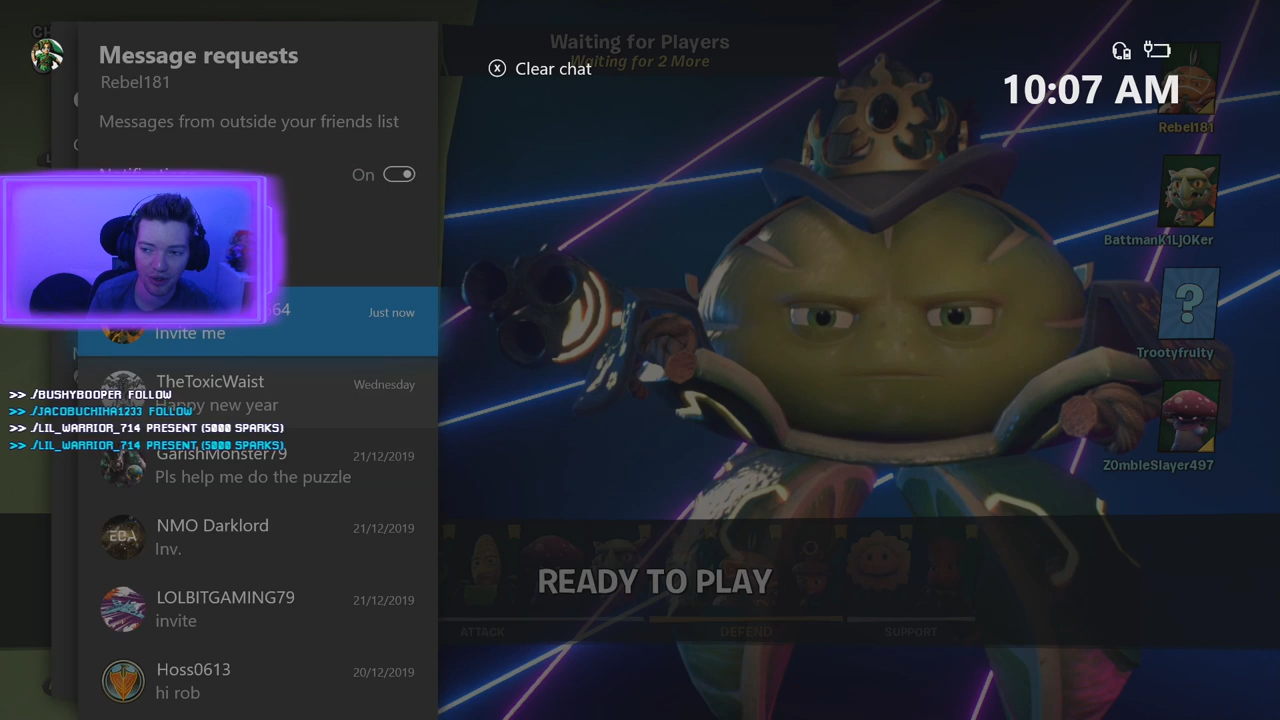 Message requests
Rebel181
Messages from outside your friends list
On
64
Just now
Invite me
TheToxicWaist
Wednesday
Happy new year
GarishMonster79
21/12/2019
Pls help me do the puzzle
NMO Darklord
21/12/2019
Inv.
LOLBITGAMING79
21/12/2019
invite
Hoss0613
20/12/2019
hi rob
>> ./BUSHYBOOPER FOLLOW
>> ./JACOBUCHIHA1233 FOLLOW
>> ./LIL_WARRIOR_714 PRESENT (5000 SPARKS)
>> ./LIL_WARRIOR_714 PRESENT (5000 SPARKS)
Waiting for Players
Waiting for 2 More
X Clear chat
10:07 AM
Rebel181
BattmanK1LJ0Ker
?
Trootyfruity
Z0mbleSlayer497
READY TO PLAY
ATTACK
DEFEND
SUPPORT